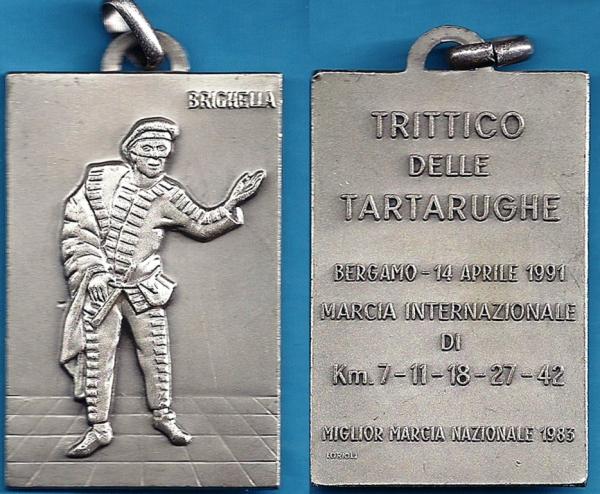 BRIGHELLA
TRITTICO
DELLE
TARTARUGHE
BERGAMO - 14 APRILE 1991
MARCIA INTERNAZIONALE
DI
Km. 7 - 11 - 18 - 27 - 42
MIGLIOR MARCIA NAZIONALE 1983
LORIOLI